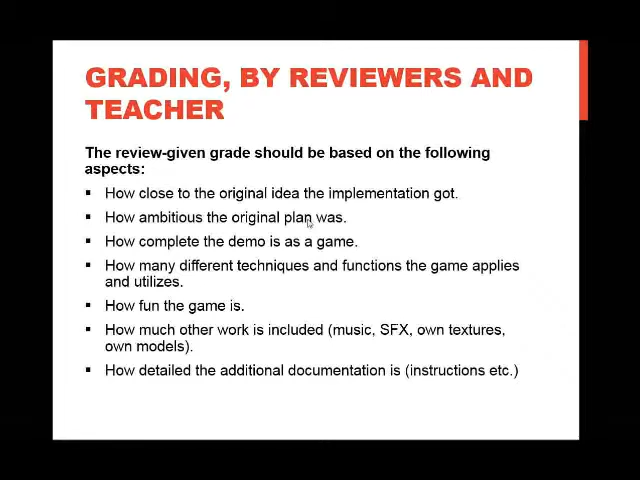 GRADING, BY REVIEWERS AND
TEACHER
The review-given grade should be based on the following
aspects:
▪ How close to the original idea the implementation got.
▪ How ambitious the original plan was.
▪ How complete the demo is as a game.
▪ How many different techniques and functions the game applies
and utilizes.
▪ How fun the game is.
▪ How much other work is included (music, SFX, own textures,
own models).
▪ How detailed the additional documentation is (instructions etc.)